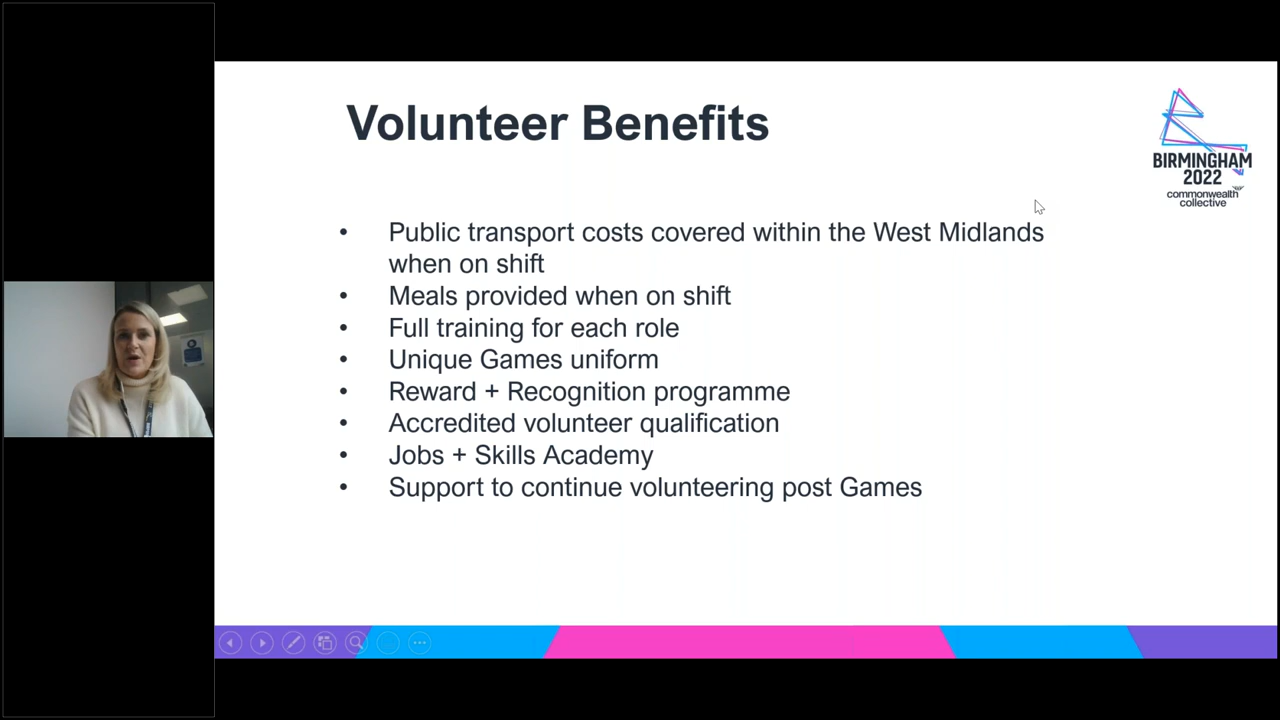 Volunteer Benefits
BIRMINGHAM
2022
commonwealth
collective
• Public transport costs covered within the West Midlands
when on shift
• Meals provided when on shift
• Full training for each role
• Unique Games uniform
• Reward + Recognition programme
• Accredited volunteer qualification
• Jobs + Skills Academy
• Support to continue volunteering post Games